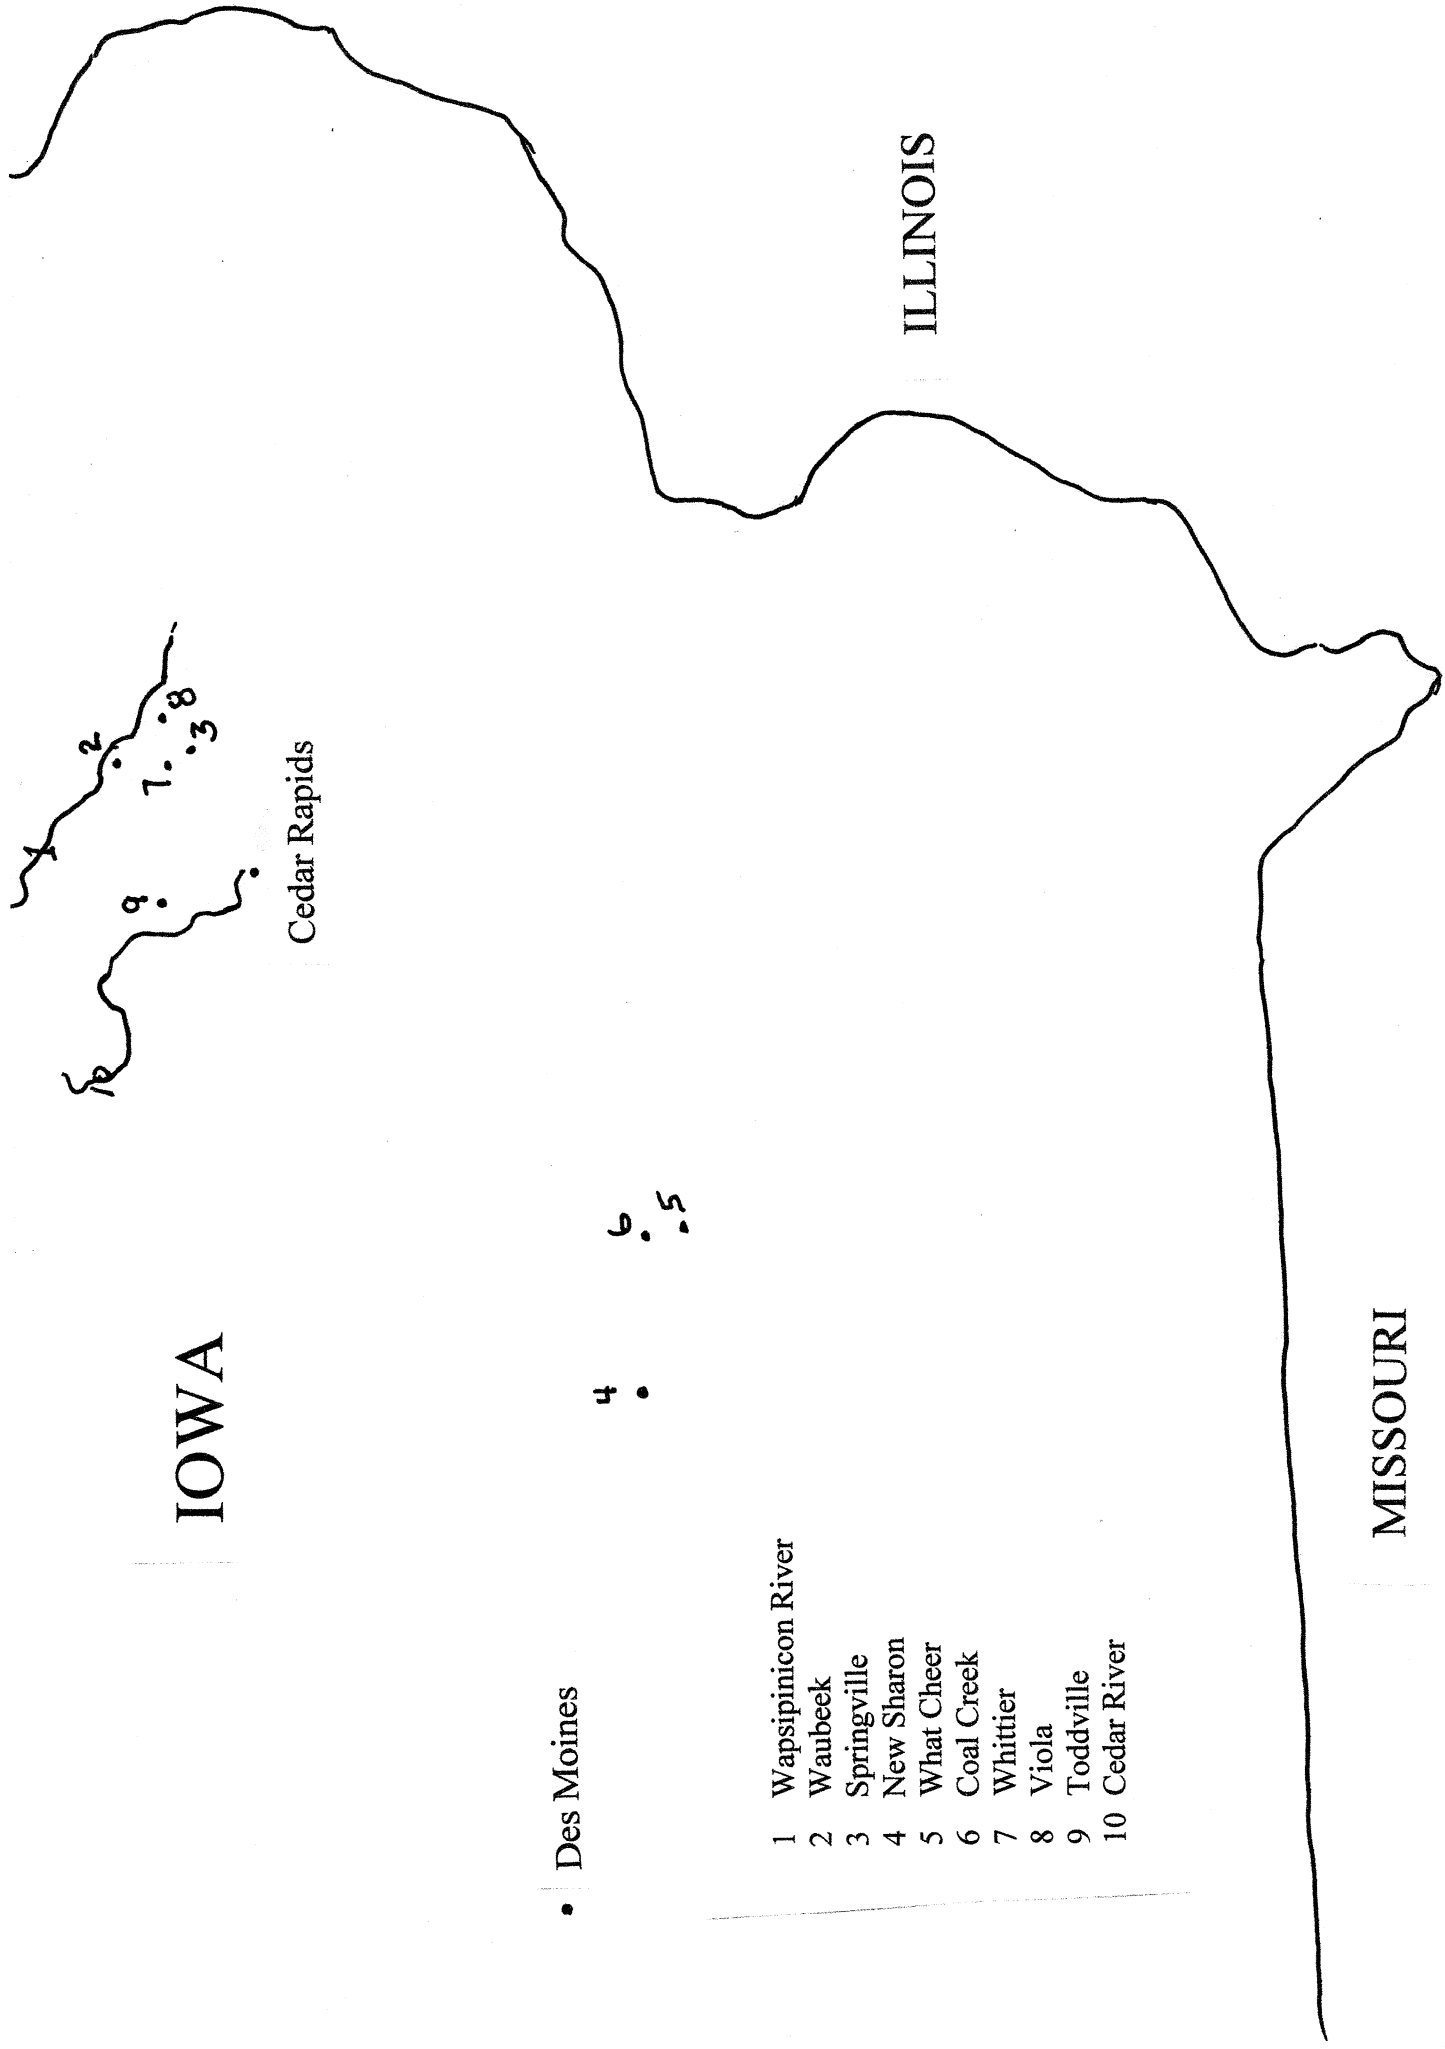 1
2
7
8
3
9
10
Cedar Rapids
IOWA
ILLINOIS
6
5
4
Des Moines
1 Wapsipinicon River
2 Waubeek
3 Springville
4 New Sharon
5 What Cheer
6 Coal Creek
7 Whittier
8 Viola
9 Toddville
10 Cedar River
MISSOURI